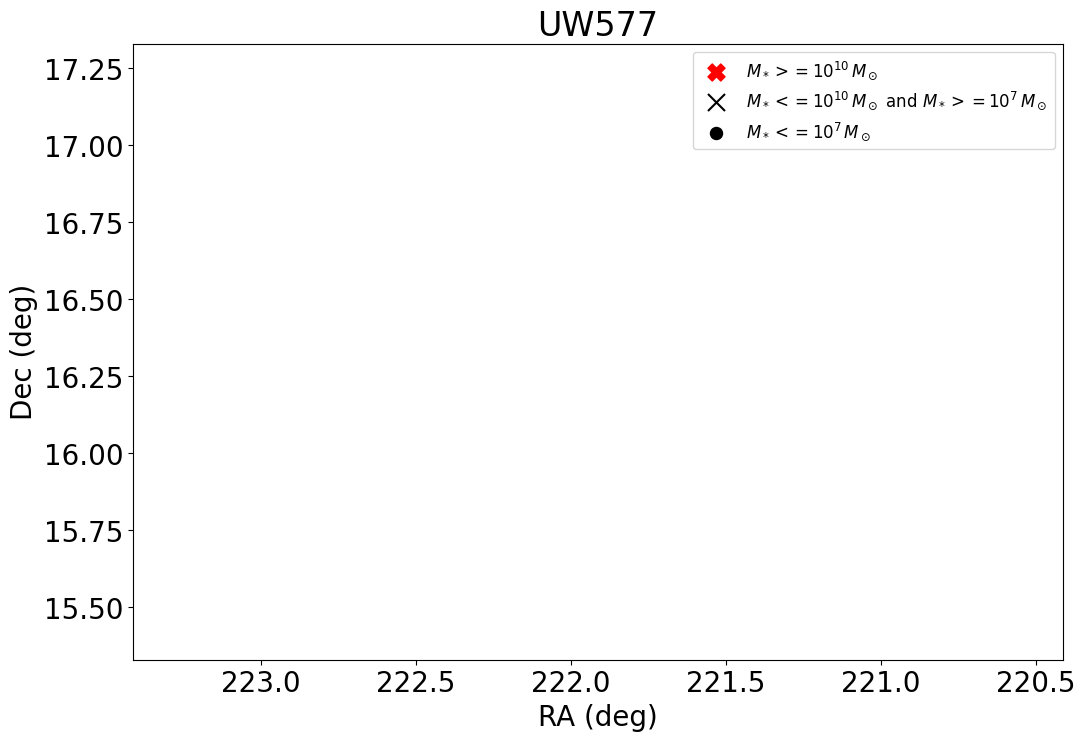 UW577
M* >= 10^10 M⊙
M* <= 10^10 M⊙ and M* >= 10^7 M⊙
M* <= 10^7 M⊙
17.25
17.00
16.75
16.50
16.25
16.00
15.75
15.50
Dec (deg)
223.0 222.5 222.0 221.5 221.0 220.5
RA (deg)